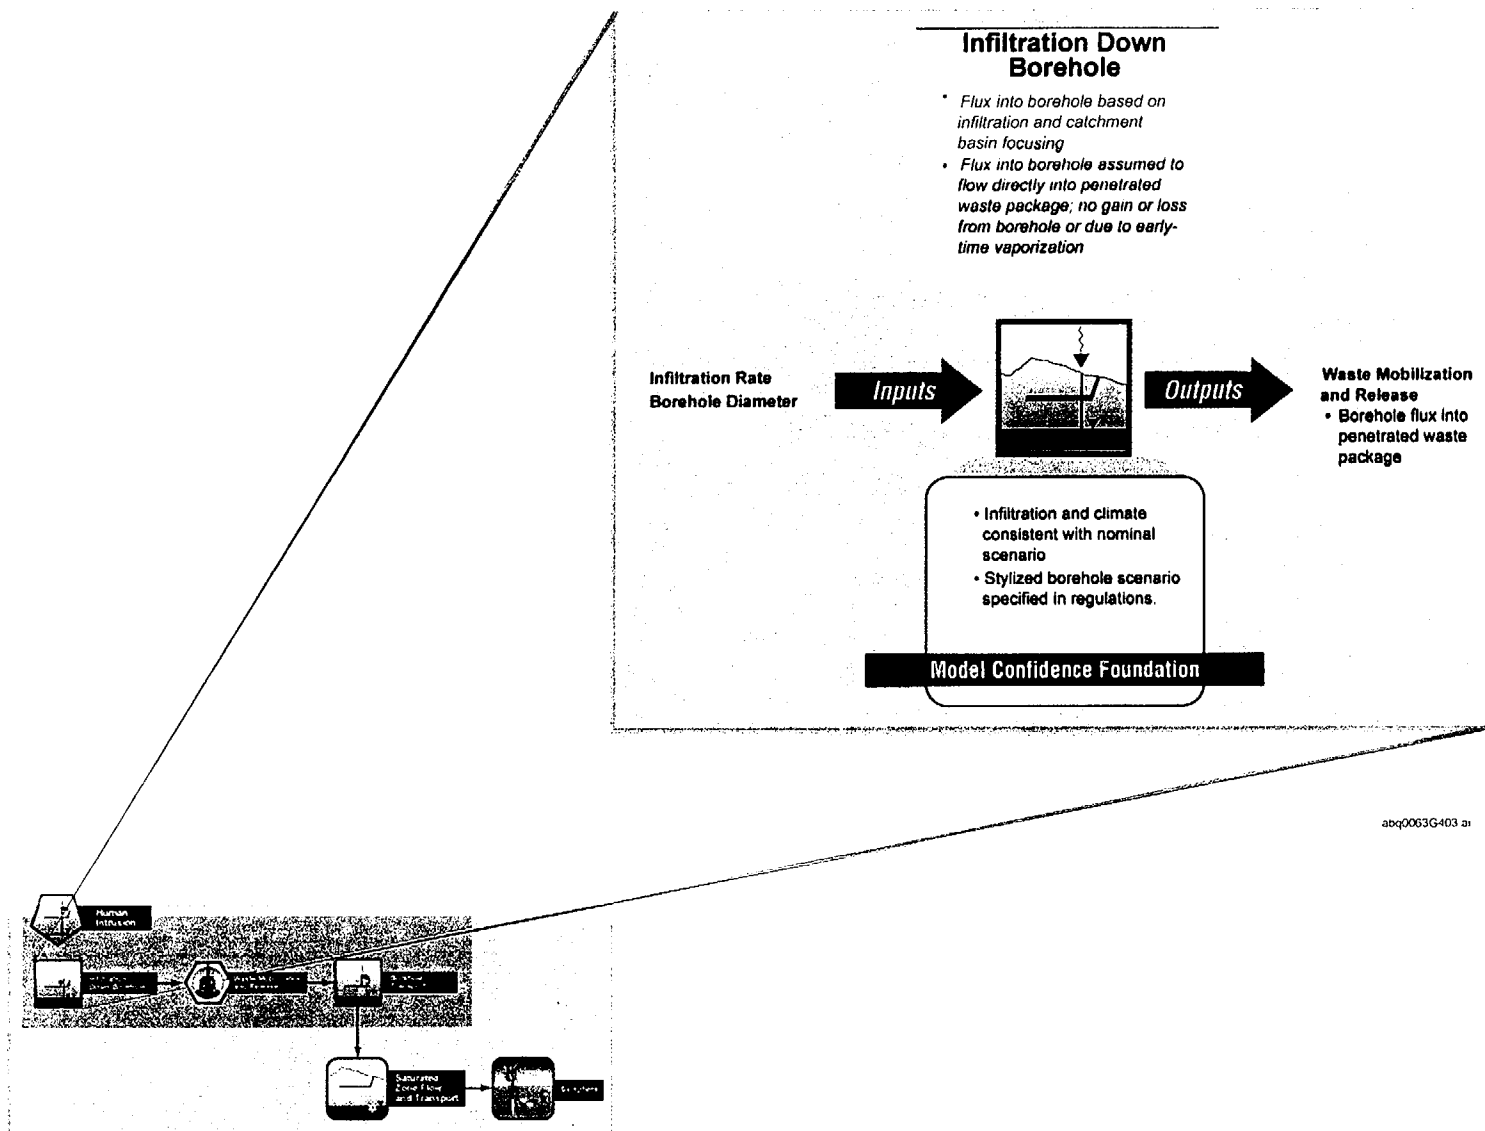 Infiltration Down
Borehole
• Flux into borehole based on
infiltration and catchment
basin focusing
• Flux into borehole assumed to
flow directly into penetrated
waste package; no gain or loss
from borehole or due to early-
time vaporization
Infiltration Rate
Borehole Diameter
Inputs
Outputs
Waste Mobilization
and Release
• Borehole flux into
penetrated waste
package
• Infiltration and climate
consistent with nominal
scenario
• Stylized borehole scenario
specified in regulations.
Model Confidence Foundation
abq0063G403 ai
Human
Intrusion
Saturated
Zone Flow
and Transport